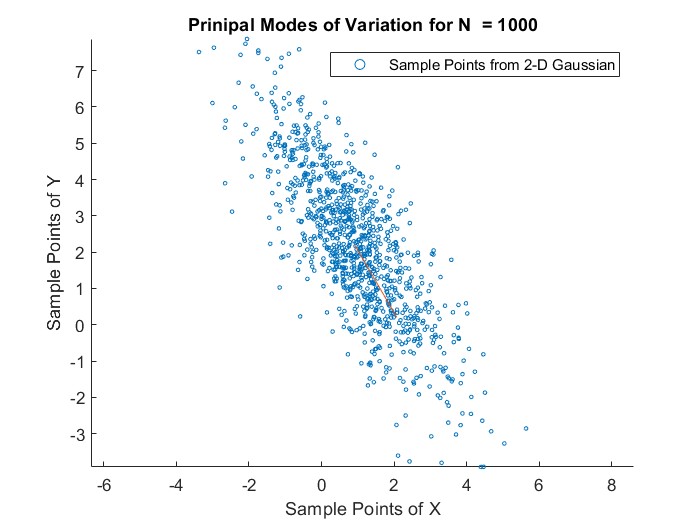 Prinipal Modes of Variation for N = 1000
Sample Points from 2-D Gaussian
7
6
5
4
3
2
1
0
-1
-2
-3
Sample Points of Y
-6 -4 -2 0 2 4 6 8
Sample Points of X